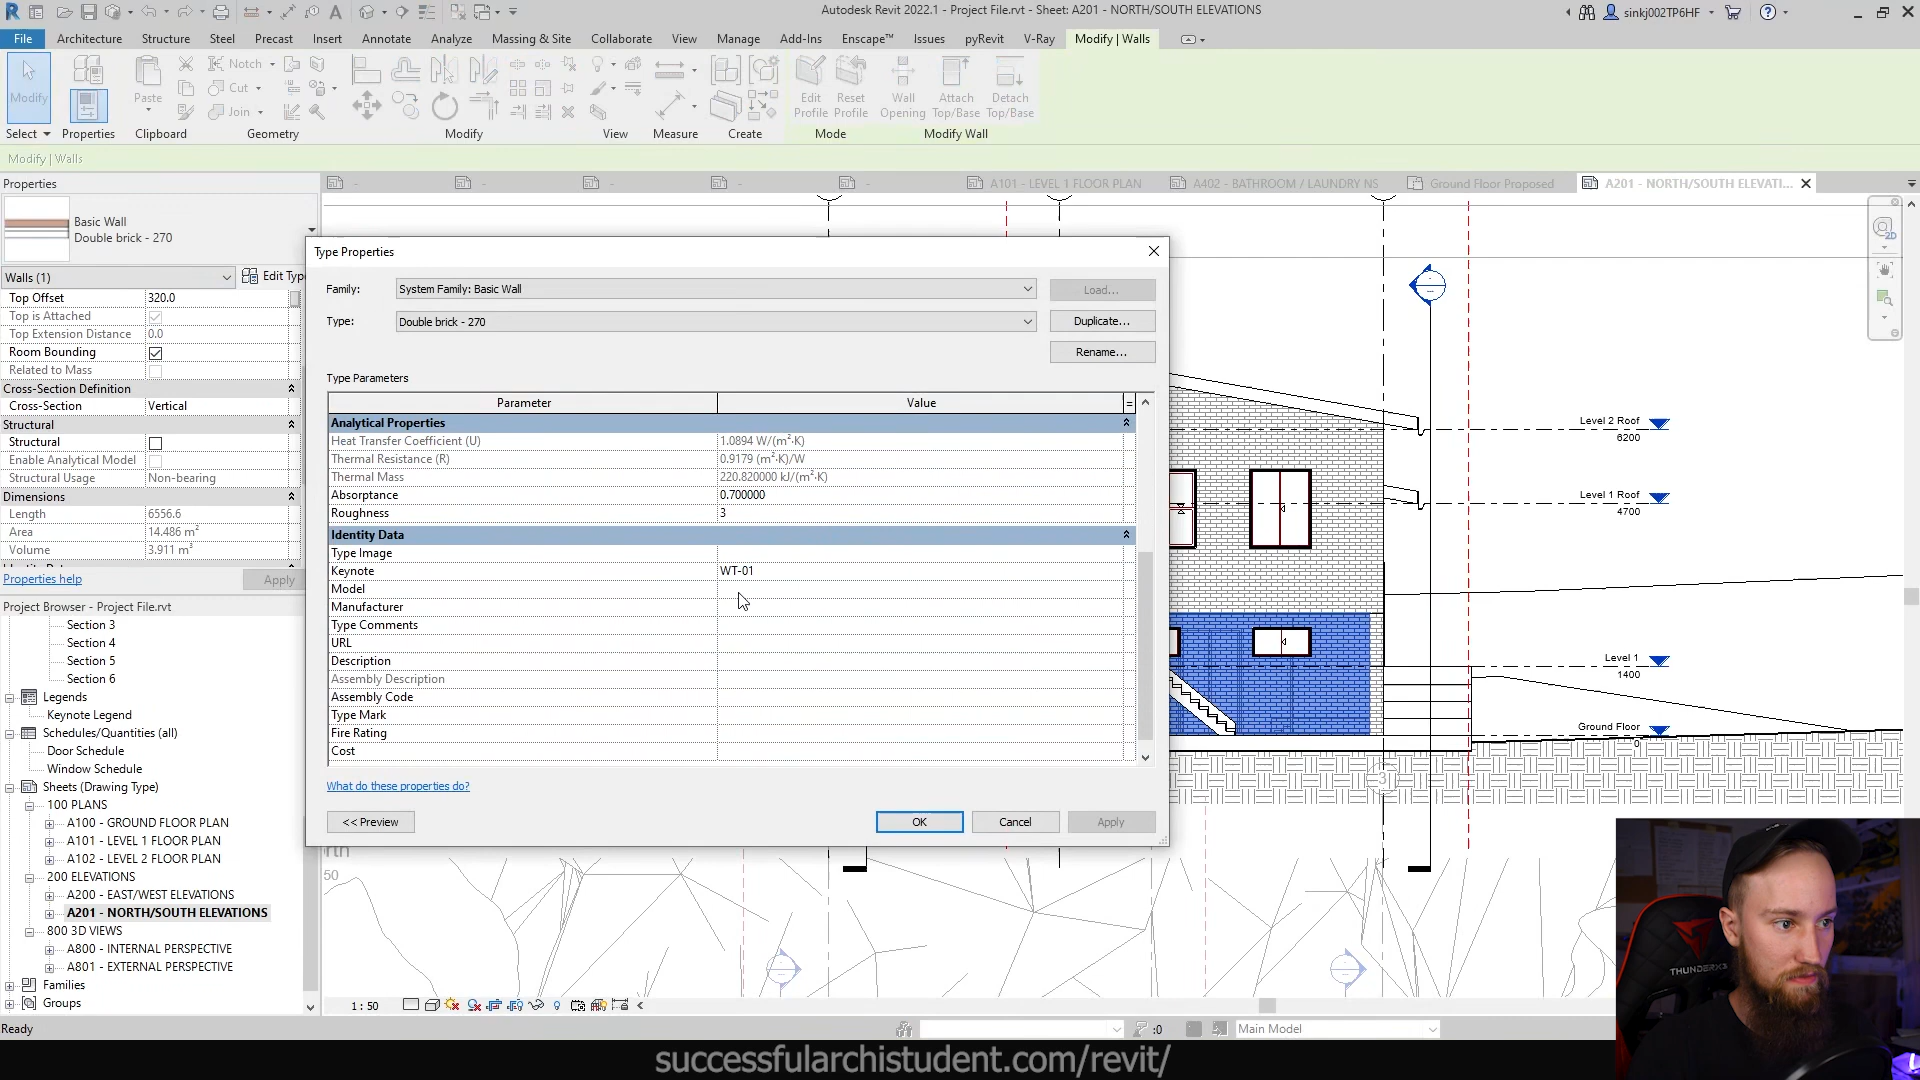 Autodesk Revit 2022.1 - Project File.rvt - Sheet: A201 - NORTH/SOUTH ELEVATIONS
sinkj002TP6HF
File Architecture Structure Steel Precast Insert Annotate Analyze Massing & Site Collaborate View Manage Add-Ins Enscape™ Issues pyRevit V-Ray Modify | Walls
Modify
Paste
Notch
Cut
Join
Edit Profile
Reset Profile
Wall Opening
Attach Top/Base
Detach Top/Base
Select Properties Clipboard Geometry Modify View Measure Create Mode Modify Wall
Modify | Walls
Properties
A101 - LEVEL 1 FLOOR PLAN
A402 - BATHROOM / LAUNDRY NS
Ground Floor Proposed
A201 - NORTH/SOUTH ELEVATI...
Basic Wall
Double brick - 270
Walls (1)
Edit Type
Top Offset 320.0
Top is Attached
Top Extension Distance 0.0
Room Bounding
Related to Mass
Cross-Section Definition
Cross-Section Vertical
Structural
Structural
Enable Analytical Model
Structural Usage Non-bearing
Dimensions
Length 6556.6
Area 14.486 m²
Volume 3.911 m³
Properties help
Apply
Project Browser - Project File.rvt
Section 3
Section 4
Section 5
Section 6
Legends
Keynote Legend
Schedules/Quantities (all)
Door Schedule
Window Schedule
Sheets (Drawing Type)
100 PLANS
A100 - GROUND FLOOR PLAN
A101 - LEVEL 1 FLOOR PLAN
A102 - LEVEL 2 FLOOR PLAN
200 ELEVATIONS
A200 - EAST/WEST ELEVATIONS
A201 - NORTH/SOUTH ELEVATIONS
800 3D VIEWS
A800 - INTERNAL PERSPECTIVE
A801 - EXTERNAL PERSPECTIVE
Families
Groups
Type Properties
Family: System Family: Basic Wall Load...
Type: Double brick - 270 Duplicate...
Rename...
Type Parameters
Parameter Value =
Analytical Properties
Heat Transfer Coefficient (U) 1.0894 W/(m²·K)
Thermal Resistance (R) 0.9179 (m²·K)/W
Thermal Mass 220.820000 kJ/(m²·K)
Absorptance 0.700000
Roughness 3
Identity Data
Type Image
Keynote WT-01
Model
Manufacturer
Type Comments
URL
Description
Assembly Description
Assembly Code
Type Mark
Fire Rating
Cost
What do these properties do?
<< Preview OK Cancel Apply
2D
Level 2 Roof
6200
Level 1 Roof
4700
Level 1
1400
Ground Floor
0
3
50
1 : 50
Ready
:0
Main Model
THUNDERX3
successfularchistudent.com/revit/